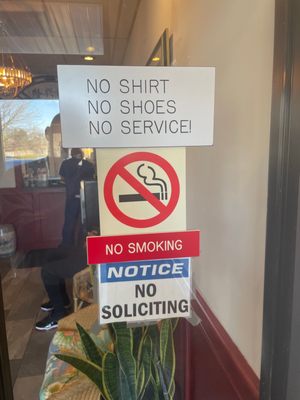 NO SHIRT
NO SHOES
NO SERVICE!
NO SMOKING
NOTICE
NO
SOLICITING